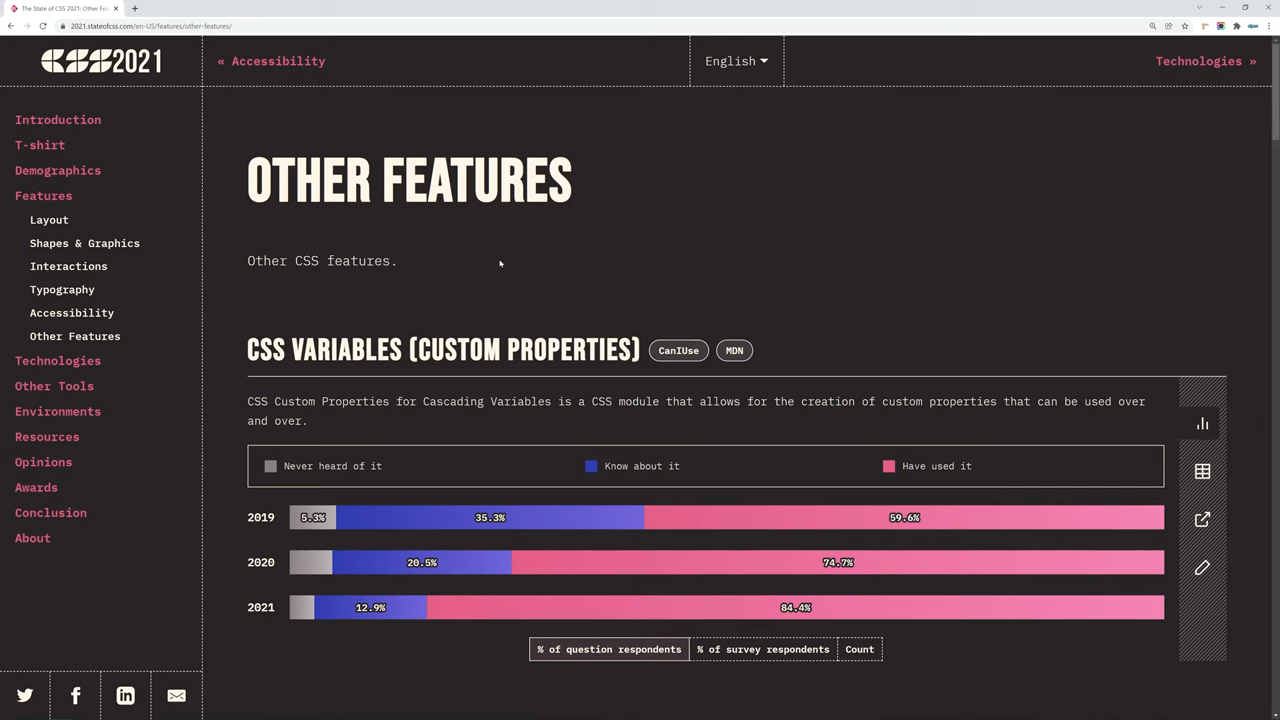 The State of CSS 2021: Other Fea
2021.stateofcss.com/en-US/features/other-features/
CSS2021
« Accessibility
English
Technologies »
Introduction
T-shirt
Demographics
Features
Layout
Shapes & Graphics
Interactions
Typography
Accessibility
Other Features
Technologies
Other Tools
Environments
Resources
Opinions
Awards
Conclusion
About
OTHER FEATURES
Other CSS features.
CSS VARIABLES (CUSTOM PROPERTIES)
CanIUse
MDN
CSS Custom Properties for Cascading Variables is a CSS module that allows for the creation of custom properties that can be used over
and over.
Never heard of it
Know about it
Have used it
2019
5.3%
35.3%
59.6%
2020
20.5%
74.7%
2021
12.9%
84.4%
% of question respondents
% of survey respondents
Count